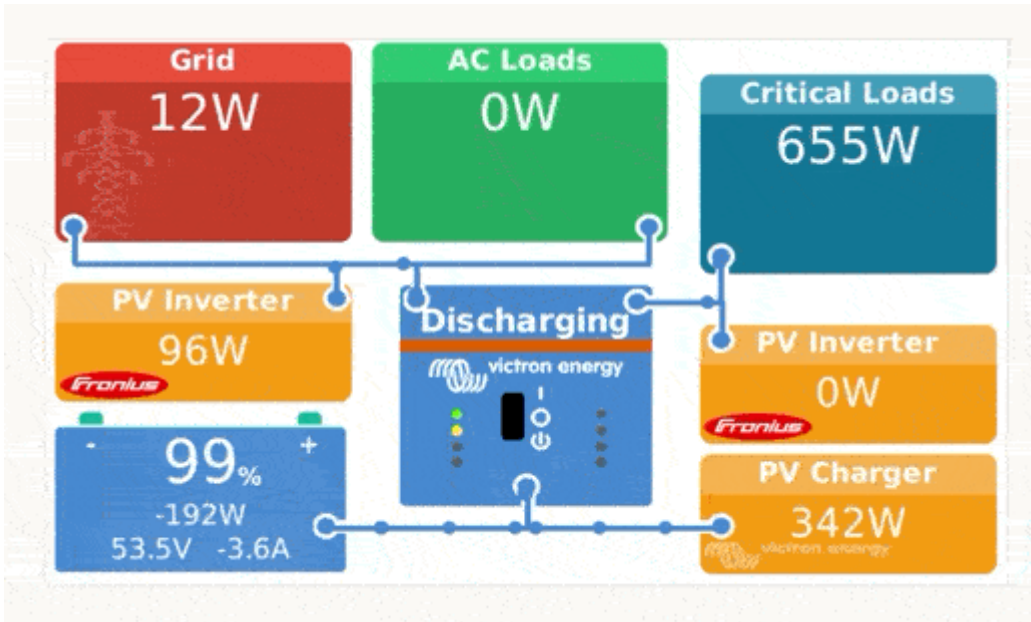 Grid
12W
AC Loads
0W
Critical Loads
655W
PV Inverter
96W
Fronius
Discharging
victron energy
PV Inverter
0W
Fronius
- +
99%
-192W
53.5V -3.6A
PV Charger
342W
victron energy